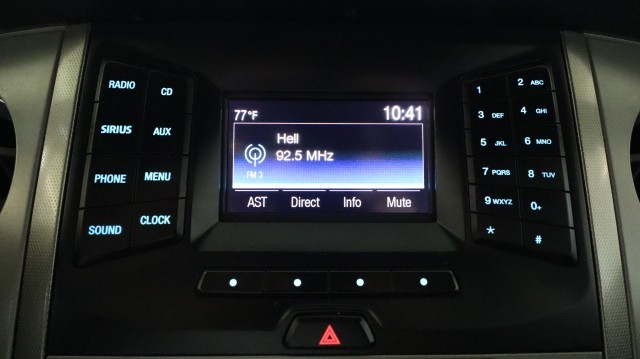 RADIO CD
SIRIUS AUX
PHONE MENU
SOUND CLOCK
77°F 10:41
Hell
92.5 MHz
FM 3
AST Direct Info Mute
1 2 ABC
3 DEF 4 GHI
5 JKL 6 MNO
7 PQRS 8 TUV
9 WXYZ 0+
* #